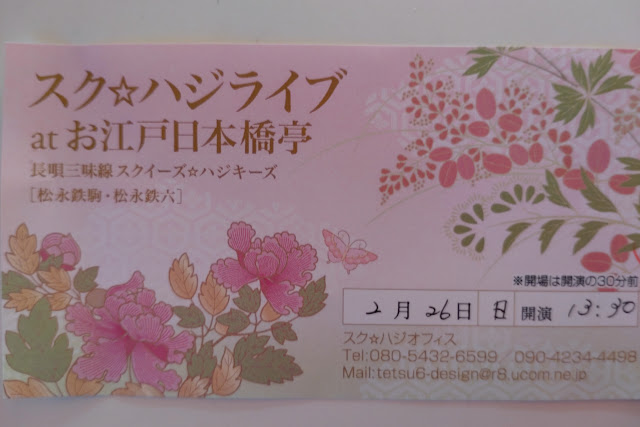 スク☆ハジライブ
at お江戸日本橋亭
長唄三味線スクイーズ☆ハジキーズ
[松永鉄駒・松永鉄六]
※開場は開演の30分前
2月26日 日 開演 13:30
スク☆ハジオフィス
Tel:080-5432-6599／090-4234-4498
Mail:tetsu6-design@r8.ucom.ne.jp